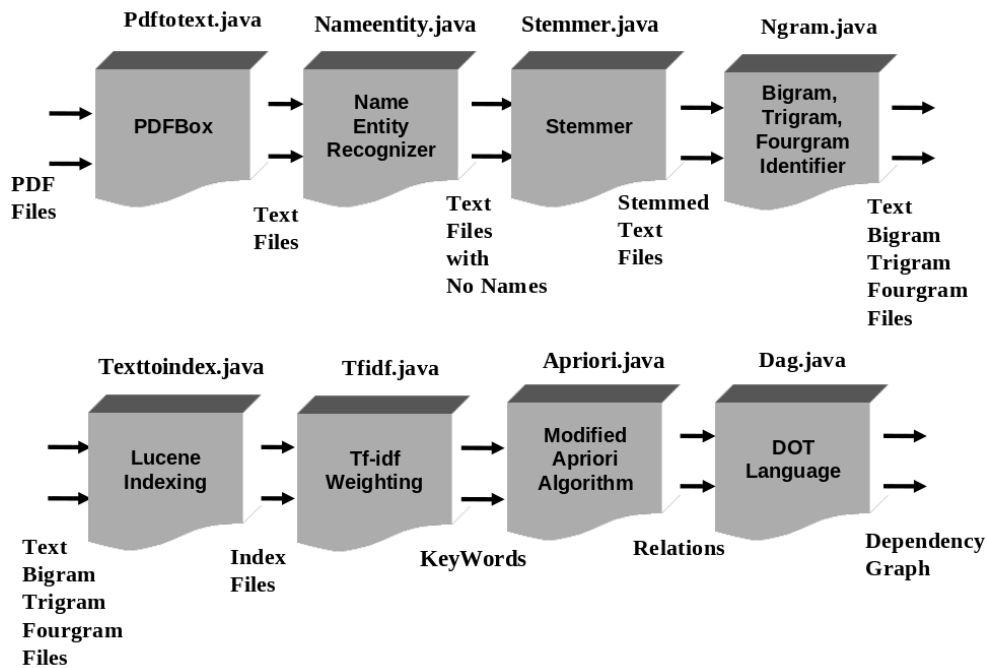 Pdftotext.java
Nameentity.java
Stemmer.java
Ngram.java
PDFBox
Name
Entity
Recognizer
Stemmer
Bigram,
Trigram,
Fourgram
Identifier
PDF
Files
Text
Files
Text
Files
with
No Names
Stemmed
Text
Files
Text
Bigram
Trigram
Fourgram
Files
Texttoindex.java
Tfidf.java
Apriori.java
Dag.java
Lucene
Indexing
Tf-idf
Weighting
Modified
Apriori
Algorithm
DOT
Language
Text
Bigram
Trigram
Fourgram
Files
Index
Files
KeyWords
Relations
Dependency
Graph